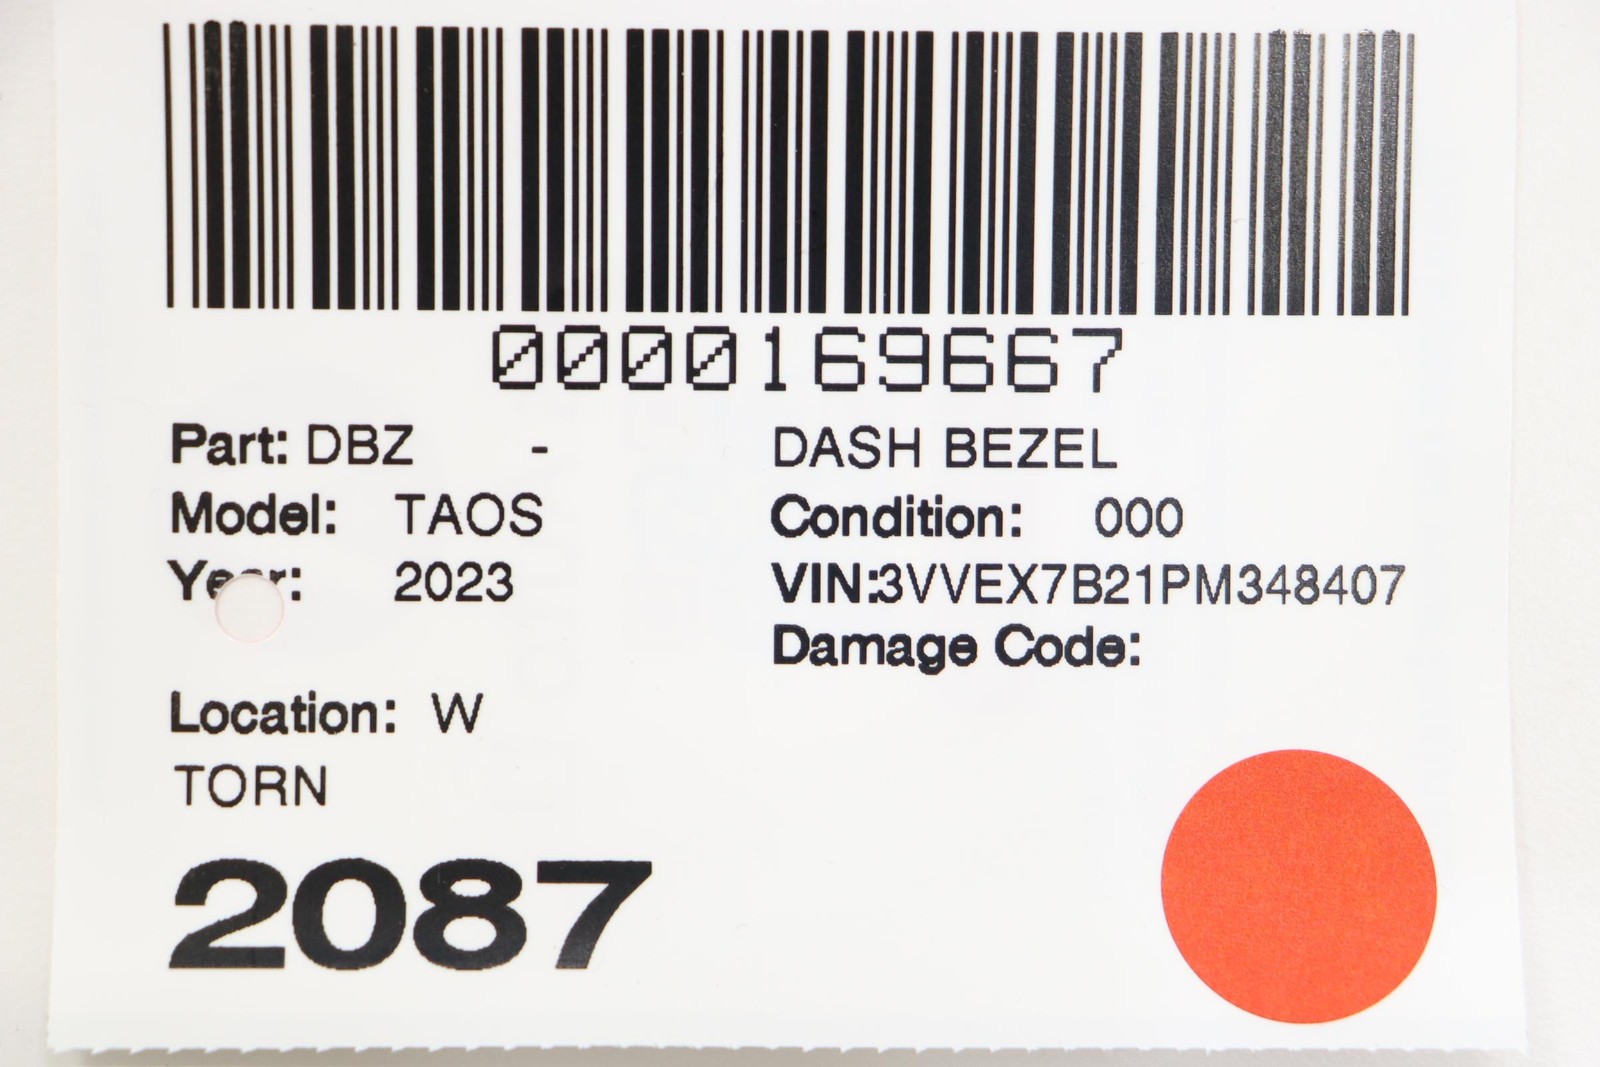 0000169667
Part: DBZ - DASH BEZEL
Model: TAOS Condition: 000
Year: 2023 VIN:3VVEX7B21PM348407
Damage Code:
Location: W
TORN
2087